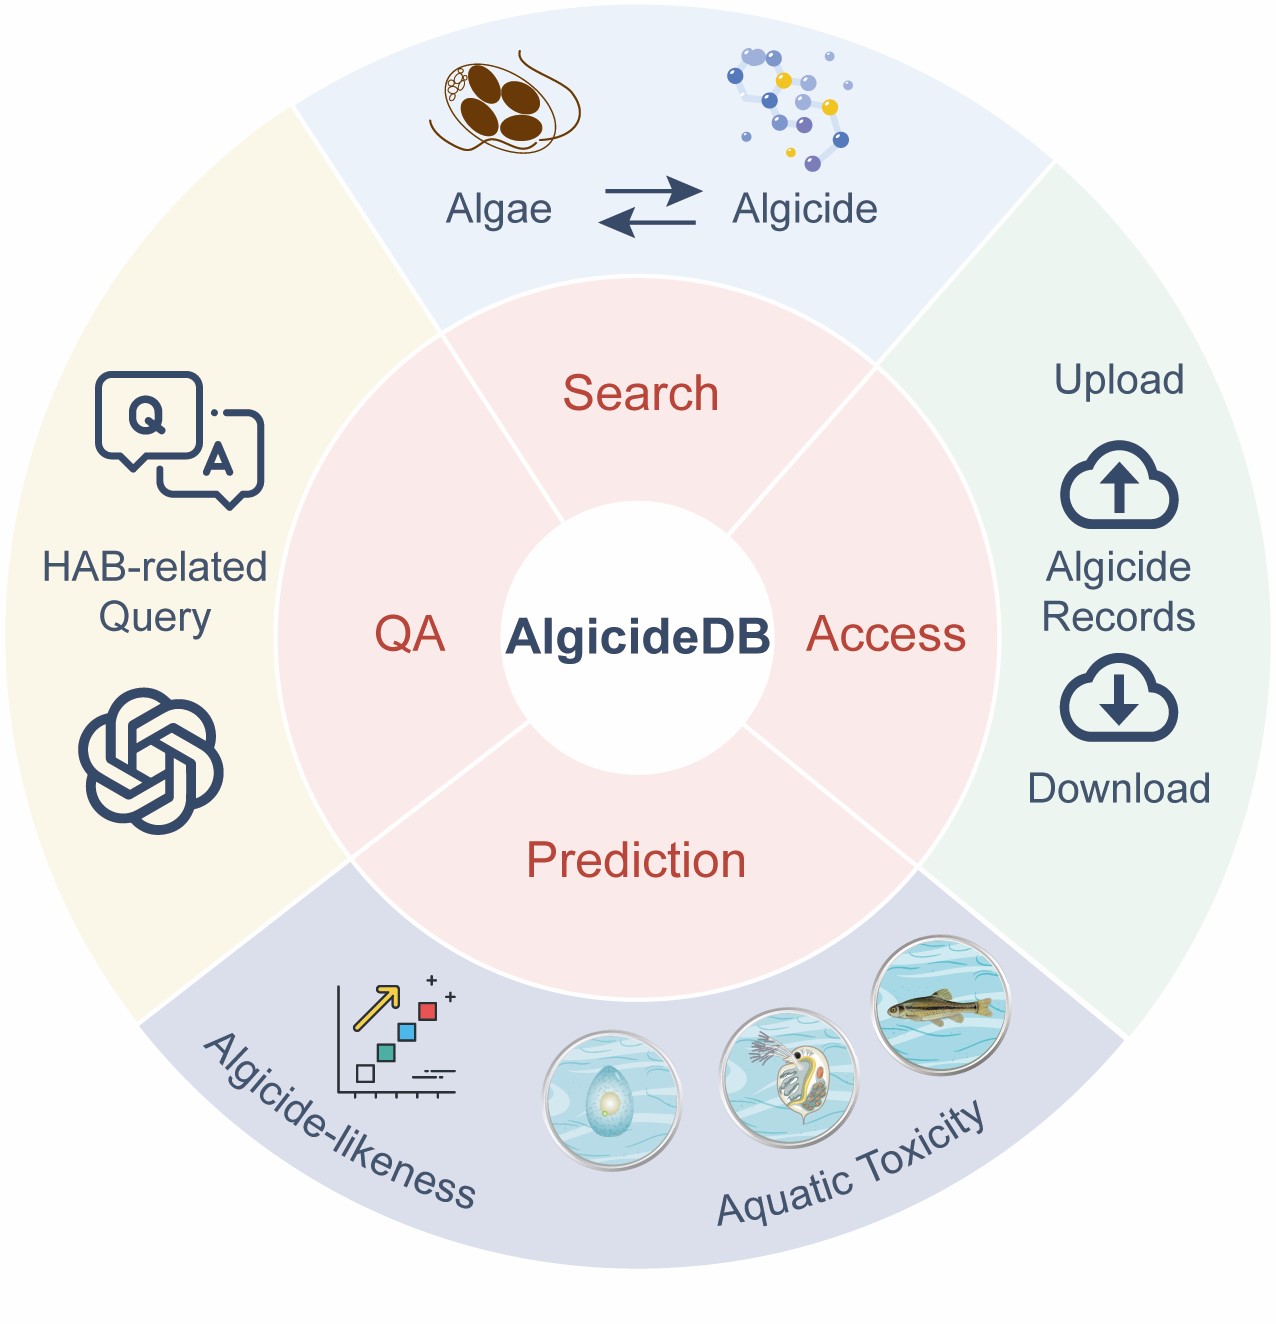 Algae
Algicide
Search
Upload
Q
A
HAB-related
Query
Algicide
Records
QA
AlgicideDB
Access
Download
Prediction
Algicide-likeness
Aquatic Toxicity